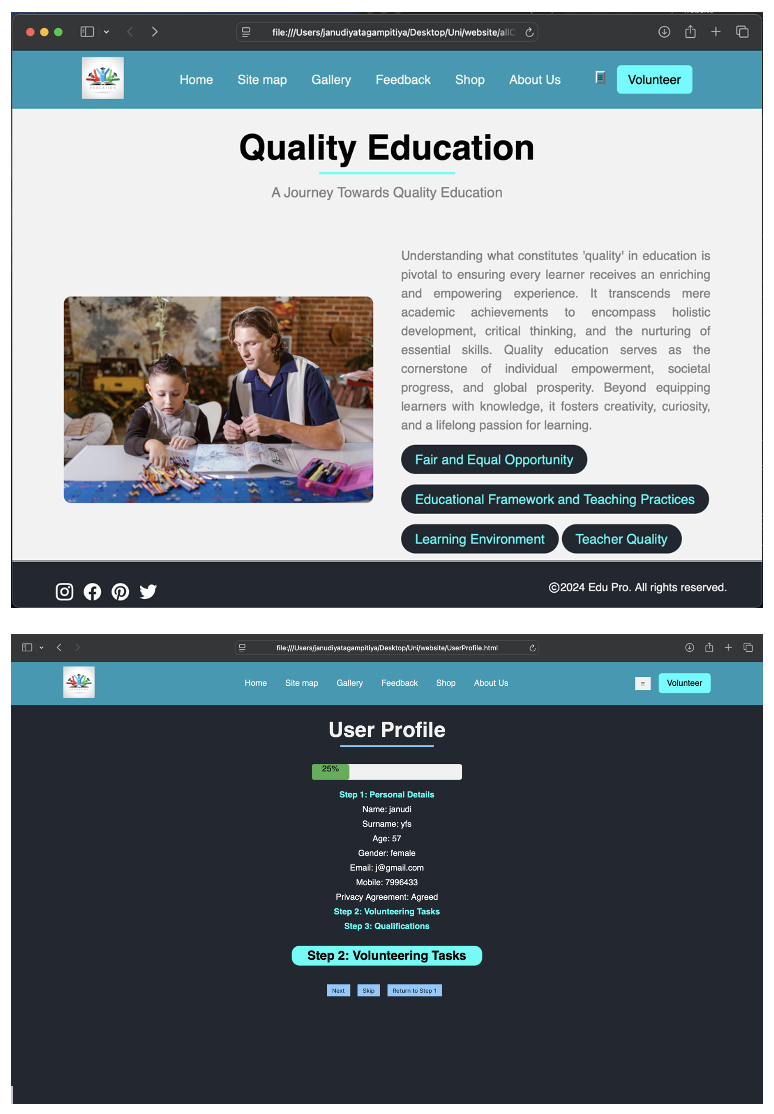 file:///Users/janudiyatagampitiya/Desktop/Uni/website/allC
Home Site map Gallery Feedback Shop About Us Volunteer
Quality Education
A Journey Towards Quality Education
Understanding what constitutes 'quality' in education is
pivotal to ensuring every learner receives an enriching
and empowering experience. It transcends mere
academic achievements to encompass holistic
development, critical thinking, and the nurturing of
essential skills. Quality education serves as the
cornerstone of individual empowerment, societal
progress, and global prosperity. Beyond equipping
learners with knowledge, it fosters creativity, curiosity,
and a lifelong passion for learning.
Fair and Equal Opportunity
Educational Framework and Teaching Practices
Learning Environment Teacher Quality
©2024 Edu Pro. All rights reserved.
file:///Users/janudiyatagampitiya/Desktop/Uni/website/UserProfile.html
Home Site map Gallery Feedback Shop About Us Volunteer
User Profile
25%
Step 1: Personal Details
Name: janudi
Surname: yfs
Age: 57
Gender: female
Email: j@gmail.com
Mobile: 7996433
Privacy Agreement: Agreed
Step 2: Volunteering Tasks
Step 3: Qualifications
Step 2: Volunteering Tasks
Next Skip Return to Step 1